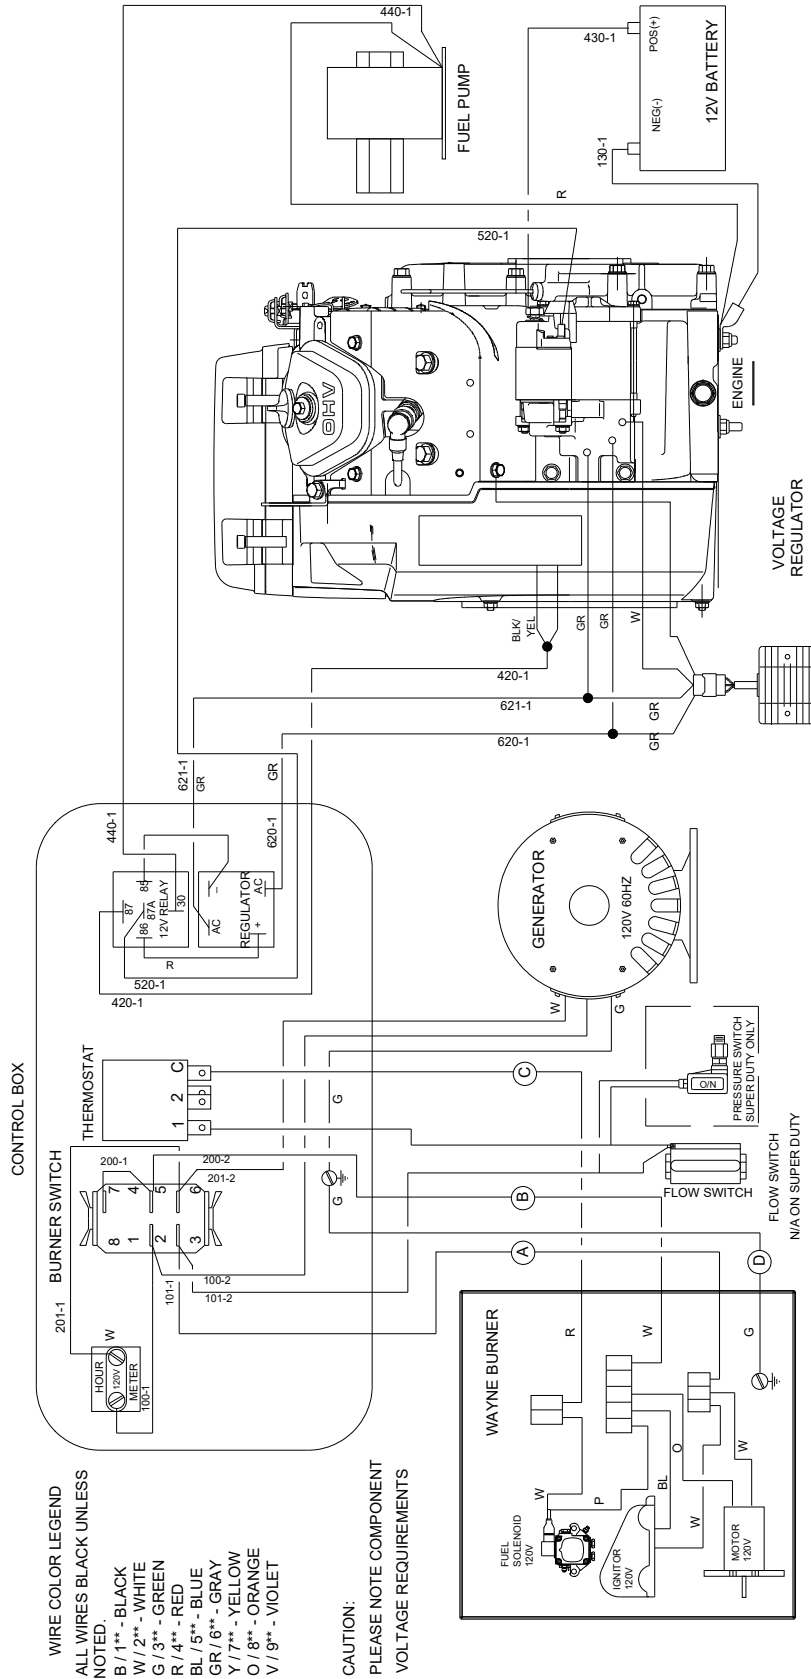 CONTROL BOX
WIRE COLOR LEGEND
ALL WIRES BLACK UNLESS
NOTED.
B / 1** - BLACK
W / 2** - WHITE
G / 3** - GREEN
R / 4** - RED
BL / 5** - BLUE
GR / 6** - GRAY
Y / 7** - YELLOW
O / 8** - ORANGE
V / 9** - VIOLET
CAUTION:
PLEASE NOTE COMPONENT
VOLTAGE REQUIREMENTS
HOUR
120V
METER
100-1
W
201-1
BURNER SWITCH
8 7
1 4
2 5
3 6
200-1
200-2
201-2
101-1
100-2
101-2
THERMOSTAT
1 2 C
G
G
420-1
520-1
R
87
86 87A 85
12V RELAY
30
AC
–
REGULATOR
+
AC
440-1
621-1
GR
620-1
GR
440-1
FUEL PUMP
520-1
R
430-1
130-1
POS(+)
NEG(-)
12V BATTERY
OHV
ENGINE
BLK/
YEL
GR
GR
W
420-1
621-1
620-1
GR
GR
VOLTAGE
REGULATOR
GENERATOR
120V 60HZ
W
G
O/N
PRESSURE SWITCH
SUPER DUTY ONLY
FLOW SWITCH
FLOW SWITCH
N/A ON SUPER DUTY
A
B
C
D
WAYNE BURNER
R
W
G
FUEL
SOLENOID
120V
W
P
IGNITOR
120V
BL
O
W
W
MOTOR
120V